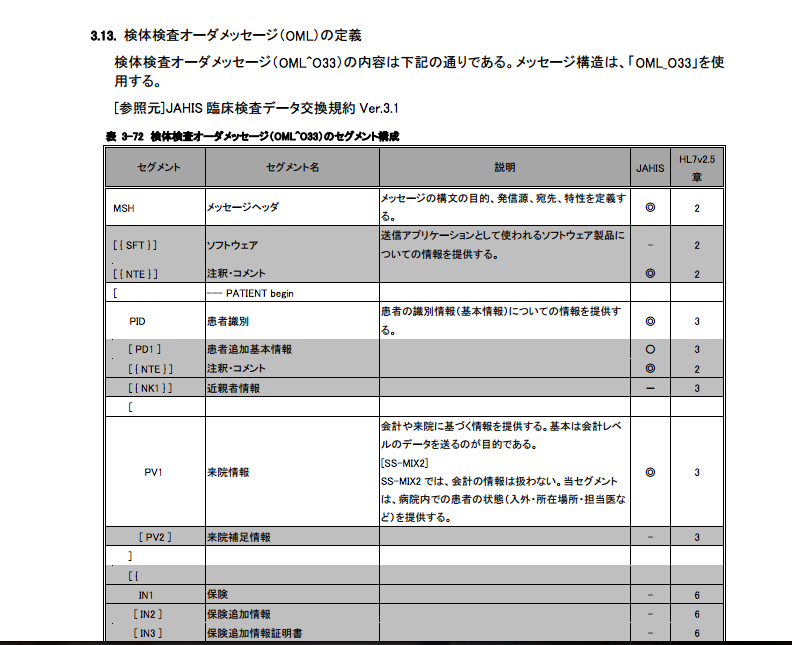 3.13. 検体検査オーダメッセージ（OML）の定義
検体検査オーダメッセージ（OML^O33）の内容は下記の通りである。メッセージ構造は、「OML_O33」を使
用する。
[参照元]JAHIS 臨床検査データ交換規約 Ver.3.1
表 3-72 検体検査オーダメッセージ（OML^O33）のセグメント構成
セグメント セグメント名 説明 JAHIS HL7v2.5
章
MSH メッセージヘッダ メッセージの構文の目的、発信源、宛先、特性を定義す ◎ 2
る。
[{ SFT }] ソフトウェア 送信アプリケーションとして使われるソフトウェア製品に - 2
ついての情報を提供する。
[{ NTE }] 注釈・コメント ◎ 2
[ --- PATIENT begin
PID 患者識別 患者の識別情報（基本情報）についての情報を提供す ◎ 3
る。
[ PD1 ] 患者追加基本情報 ○ 3
[{ NTE }] 注釈・コメント ◎ 2
[{ NK1 }] 近親者情報 － 3
[
PV1 来院情報 会計や来院に基づく情報を提供する。基本は会計レベ ◎ 3
ルのデータを送るのが目的である。
[SS-MIX2]
SS-MIX2 では、会計の情報は扱わない。当セグメント
は、病院内での患者の状態（入外・所在場所・担当医な
ど）を提供する。
[ PV2 ] 来院補足情報 - 3
]
[{
IN1 保険 - 6
[ IN2 ] 保険追加情報 - 6
[ IN3 ] 保険追加情報証明書 - 6